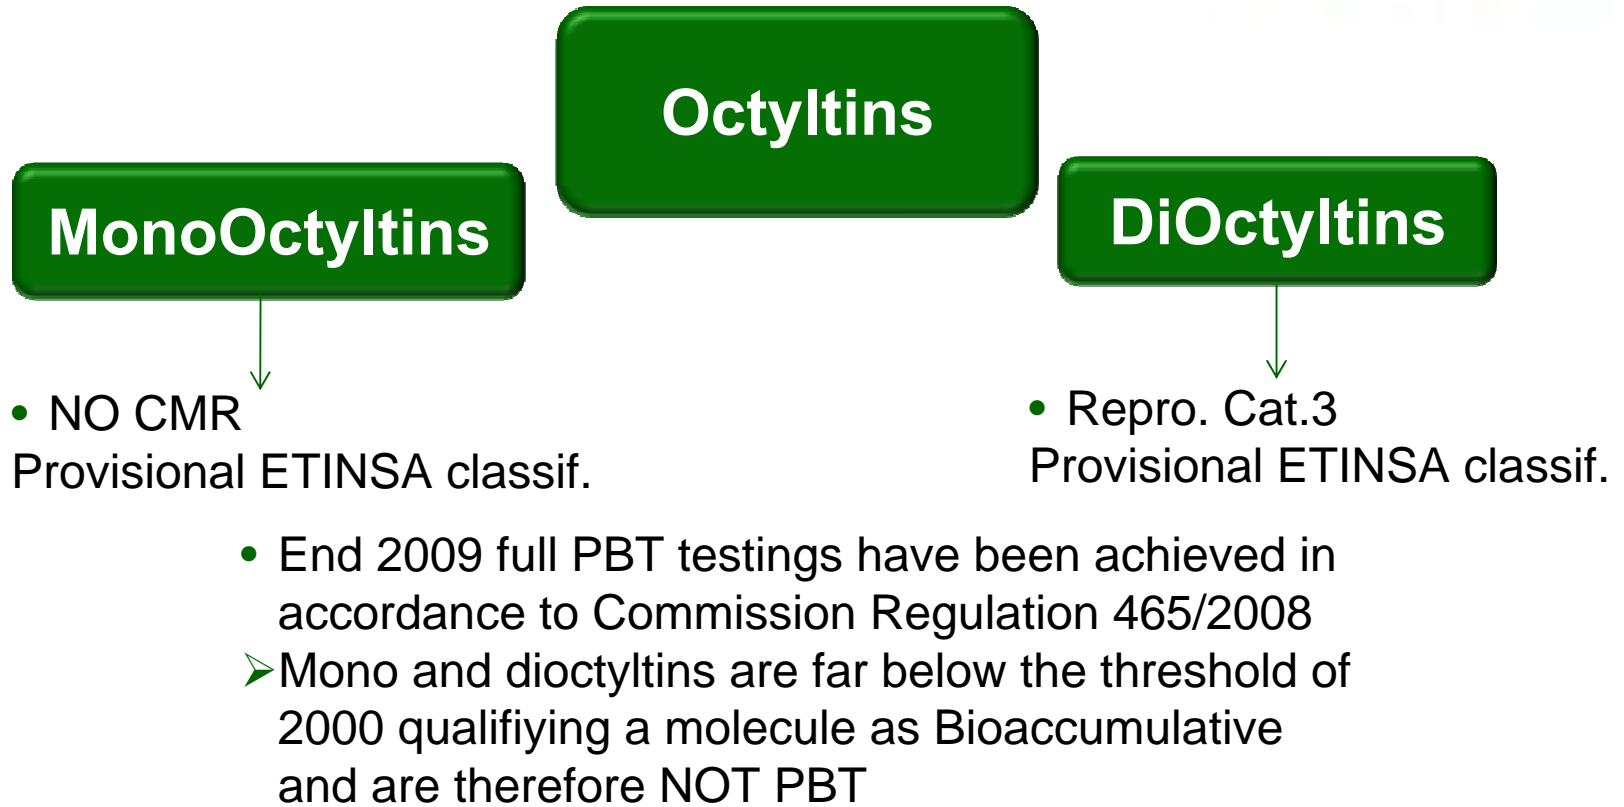 Octyltins
MonoOctyltins
DiOctyltins
• NO CMR
Provisional ETINSA classif.
• Repro. Cat.3
Provisional ETINSA classif.
• End 2009 full PBT testings have been achieved in
accordance to Commission Regulation 465/2008
➢Mono and dioctyltins are far below the threshold of
2000 qualifiying a molecule as Bioaccumulative
and are therefore NOT PBT